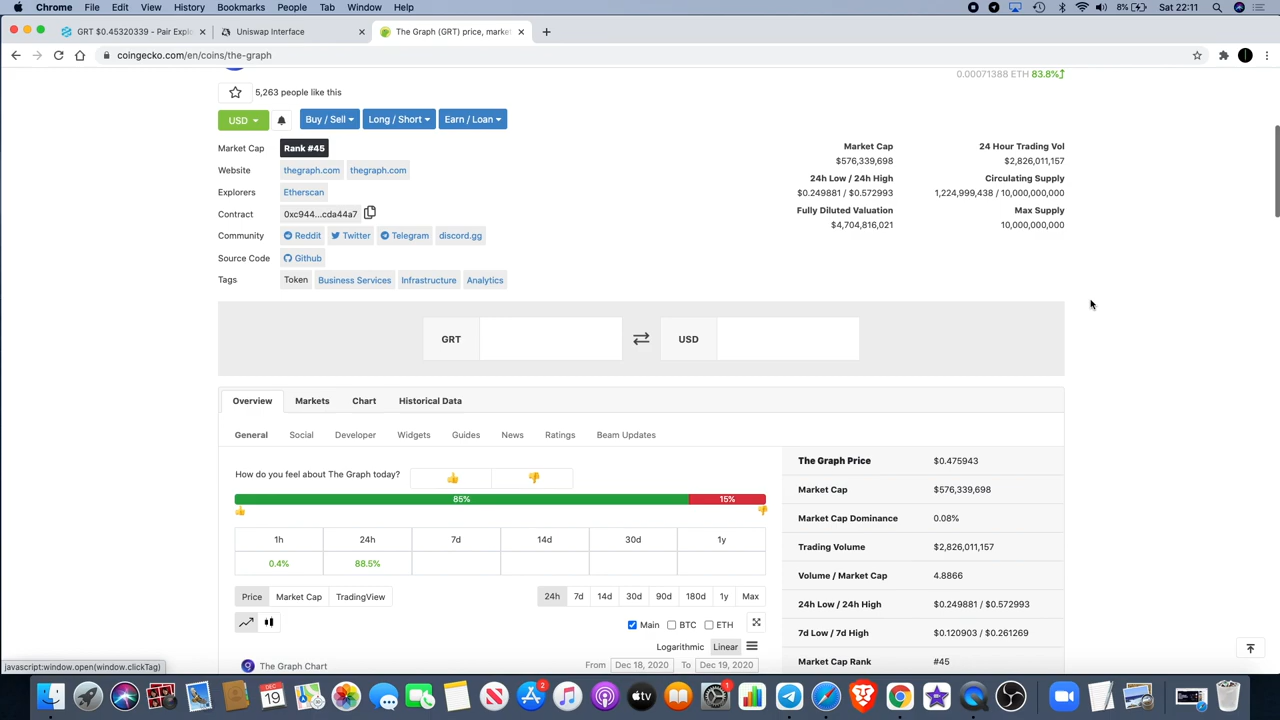 Chrome File Edit View History Bookmarks People Tab Window Help 8% Sat 22:11
GRT $0.45320339 - Pair Expl Uniswap Interface The Graph (GRT) price, market
coingecko.com/en/coins/the-graph
0.00071388 ETH 83.8%
5,263 people like this
USD Buy / Sell Long / Short Earn / Loan
Market Cap Rank #45
Website thegraph.com thegraph.com
Explorers Etherscan
Contract 0xc944...cda44a7
Community Reddit Twitter Telegram discord.gg
Source Code Github
Tags Token Business Services Infrastructure Analytics
Market Cap 24 Hour Trading Vol
$576,339,698 $2,826,011,157
24h Low / 24h High Circulating Supply
$0.249881 / $0.572993 1,224,999,438 / 10,000,000,000
Fully Diluted Valuation Max Supply
$4,704,816,021 10,000,000,000
GRT USD
Overview Markets Chart Historical Data
General Social Developer Widgets Guides News Ratings Beam Updates
How do you feel about The Graph today?
85% 15%
1h 24h 7d 14d 30d 1y
0.4% 88.5%
Price Market Cap TradingView 24h 7d 14d 30d 90d 180d 1y Max
Main BTC ETH
Logarithmic Linear
The Graph Chart From Dec 18, 2020 To Dec 19, 2020
The Graph Price $0.475943
Market Cap $576,339,698
Market Cap Dominance 0.08%
Trading Volume $2,826,011,157
Volume / Market Cap 4.8866
24h Low / 24h High $0.249881 / $0.572993
7d Low / 7d High $0.120903 / $0.261269
Market Cap Rank #45
javascript:window.open(window.clickTag)
DEC
19
2
tv
1